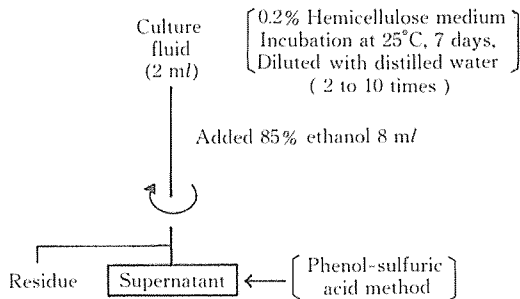 Culture
fluid
(2 ml)
0.2% Hemicellulose medium
Incubation at 25°C, 7 days,
Diluted with distilled water
( 2 to 10 times )
Added 85% ethanol 8 ml
Residue
Supernatant
Phenol-sulfuric
acid method